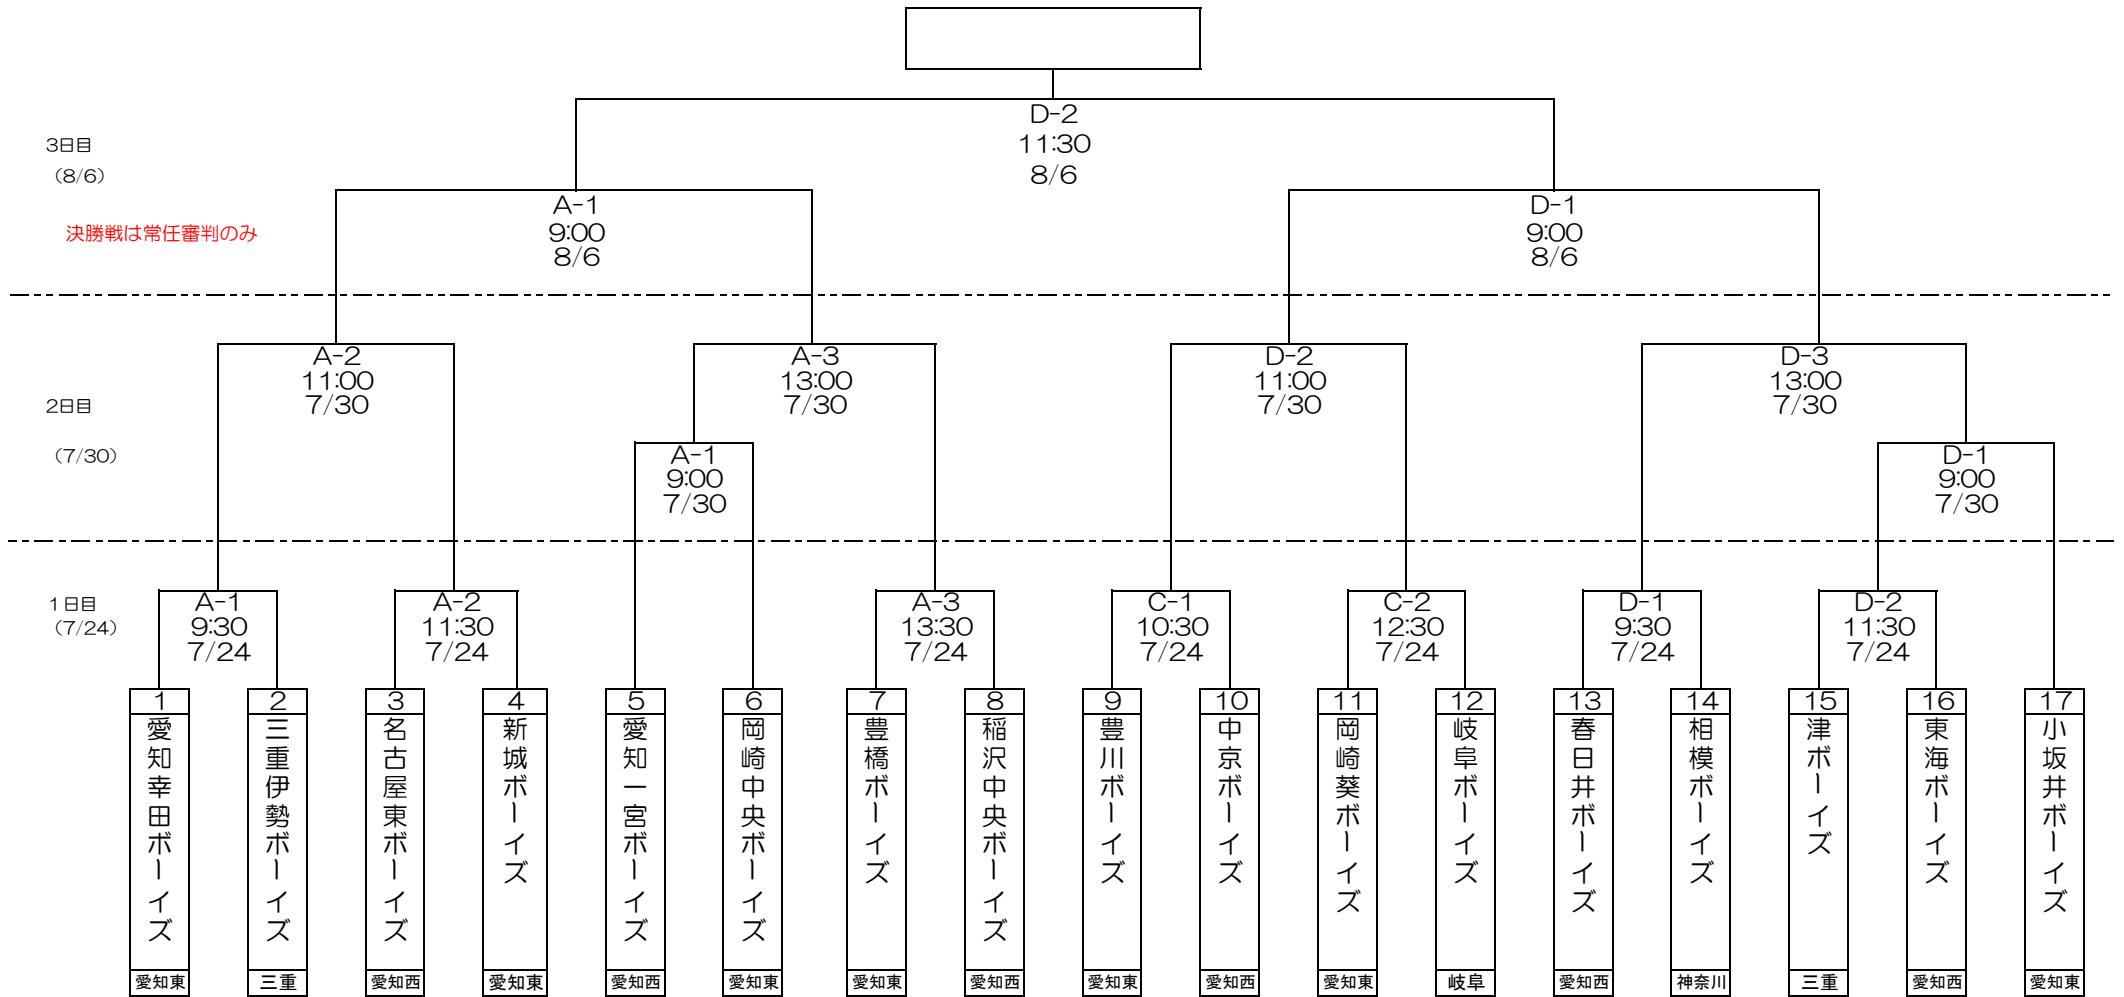 D-2
11:30
8/6
3日目
（8/6）
決勝戦は常任審判のみ
A-1
9:00
8/6
D-1
9:00
8/6
2日目
（7/30）
A-2
11:00
7/30
A-3
13:00
7/30
D-2
11:00
7/30
D-3
13:00
7/30
A-1
9:00
7/30
D-1
9:00
7/30
1日目
（7/24）
A-1
9:30
7/24
A-2
11:30
7/24
A-3
13:30
7/24
C-1
10:30
7/24
C-2
12:30
7/24
D-1
9:30
7/24
D-2
11:30
7/24
1
愛知幸田ボーイズ
愛知東
2
三重伊勢ボーイズ
三重
3
名古屋東ボーイズ
愛知西
4
新城ボーイズ
愛知東
5
愛知一宮ボーイズ
愛知西
6
岡崎中央ボーイズ
愛知東
7
豊橋ボーイズ
愛知東
8
稲沢中央ボーイズ
愛知西
9
豊川ボーイズ
愛知東
10
中京ボーイズ
愛知西
11
岡崎葵ボーイズ
愛知東
12
岐阜ボーイズ
岐阜
13
春日井ボーイズ
愛知西
14
相模ボーイズ
神奈川
15
津ボーイズ
三重
16
東海ボーイズ
愛知西
17
小坂井ボーイズ
愛知東